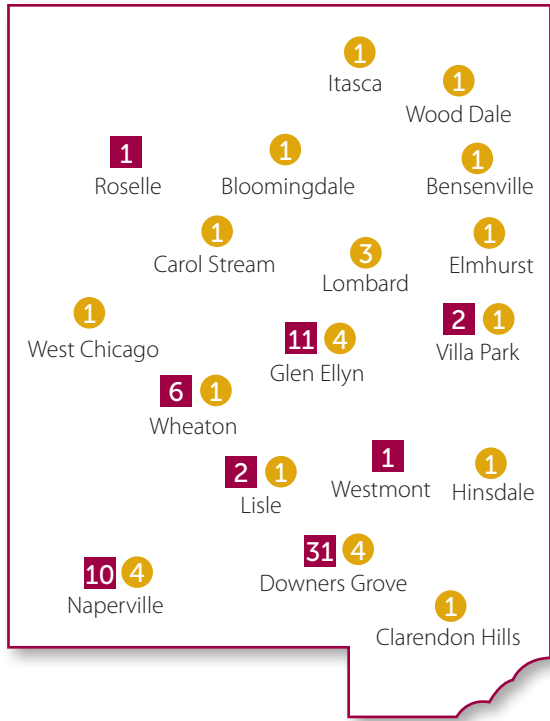 1
Itasca
1
Wood Dale
1
Roselle
1
Bloomingdale
1
Bensenville
1
Carol Stream
3
Lombard
1
Elmhurst
1
West Chicago
11 4
Glen Ellyn
2 1
Villa Park
6 1
Wheaton
2 1
Lisle
1
Westmont
1
Hinsdale
10 4
Naperville
31 4
Downers Grove
1
Clarendon Hills